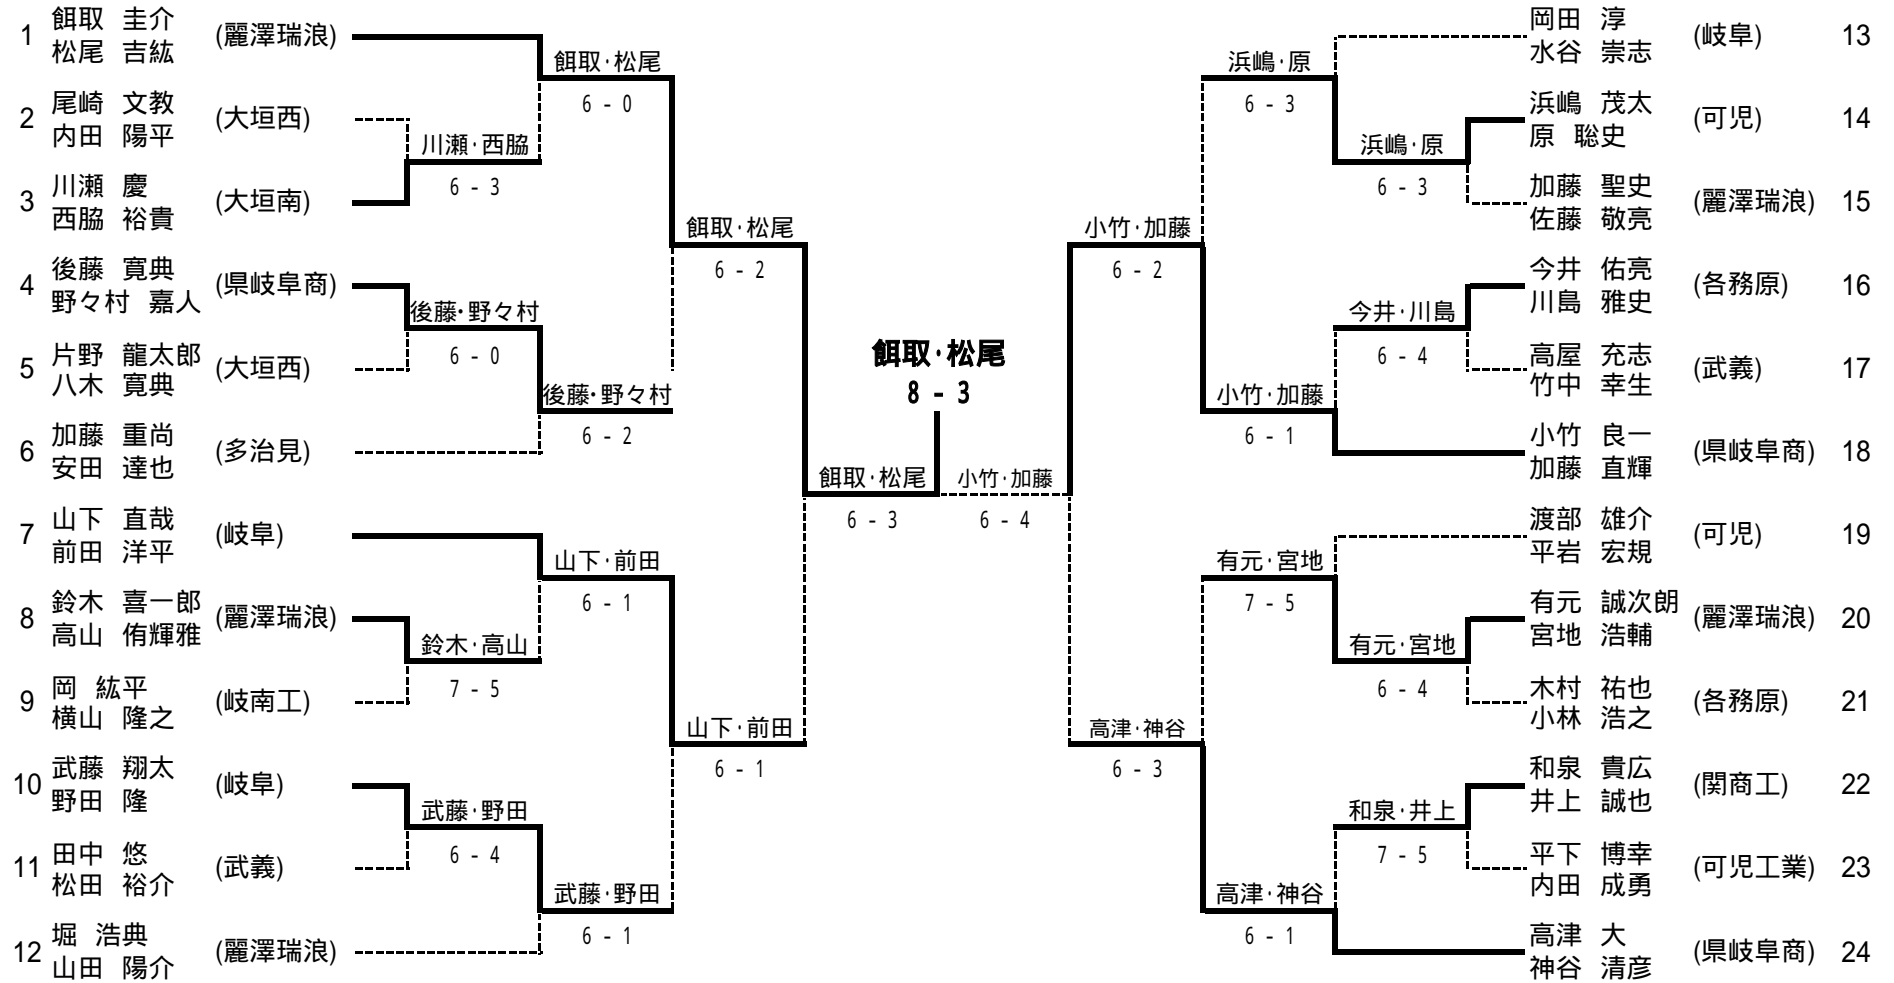 1 餌取 圭介 (麗澤瑞浪)
松尾 吉紘
2 尾崎 文教 (大垣西)
内田 陽平
3 川瀬 慶 (大垣南)
西脇 裕貴
4 後藤 寛典 (県岐阜商)
野々村 嘉人
5 片野 龍太郎 (大垣西)
八木 寛典
6 加藤 重尚 (多治見)
安田 達也
7 山下 直哉 (岐阜)
前田 洋平
8 鈴木 喜一郎 (麗澤瑞浪)
高山 侑輝雅
9 岡 紘平 (岐南工)
横山 隆之
10 武藤 翔太 (岐阜)
野田 隆
11 田中 悠 (武義)
松田 裕介
12 堀 浩典 (麗澤瑞浪)
山田 陽介
川瀬・西脇
6 - 3
後藤・野々村
6 - 0
鈴木・高山
7 - 5
武藤・野田
6 - 4
餌取・松尾
6 - 0
後藤・野々村
6 - 2
山下・前田
6 - 1
武藤・野田
6 - 1
餌取・松尾
6 - 2
山下・前田
6 - 1
餌取・松尾
6 - 3
餌取・松尾
8 - 3
小竹・加藤
6 - 4
小竹・加藤
6 - 2
高津・神谷
6 - 3
浜嶋・原
6 - 3
小竹・加藤
6 - 1
有元・宮地
7 - 5
高津・神谷
6 - 1
浜嶋・原
6 - 3
今井・川島
6 - 4
有元・宮地
6 - 4
和泉・井上
7 - 5
岡田 淳 (岐阜) 13
水谷 崇志
浜嶋 茂太 (可児) 14
原 聡史
加藤 聖史 (麗澤瑞浪) 15
佐藤 敬亮
今井 佑亮 (各務原) 16
川島 雅史
高屋 充志 (武義) 17
竹中 幸生
小竹 良一 (県岐阜商) 18
加藤 直輝
渡部 雄介 (可児) 19
平岩 宏規
有元 誠次朗 (麗澤瑞浪) 20
宮地 浩輔
木村 祐也 (各務原) 21
小林 浩之
和泉 貴広 (関商工) 22
井上 誠也
平下 博幸 (可児工業) 23
内田 成勇
高津 大 (県岐阜商) 24
神谷 清彦